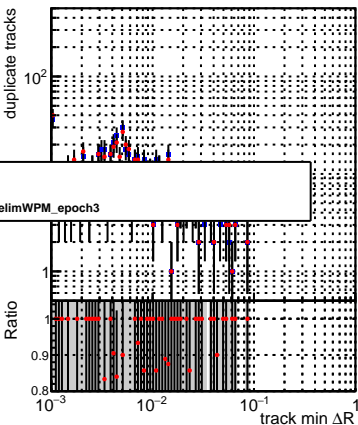 duplicate tracks
10²
elimWPM_epoch3
1
Ratio
1
0.9
0.8
10⁻³ 10⁻² 10⁻¹ 1
track min ΔR